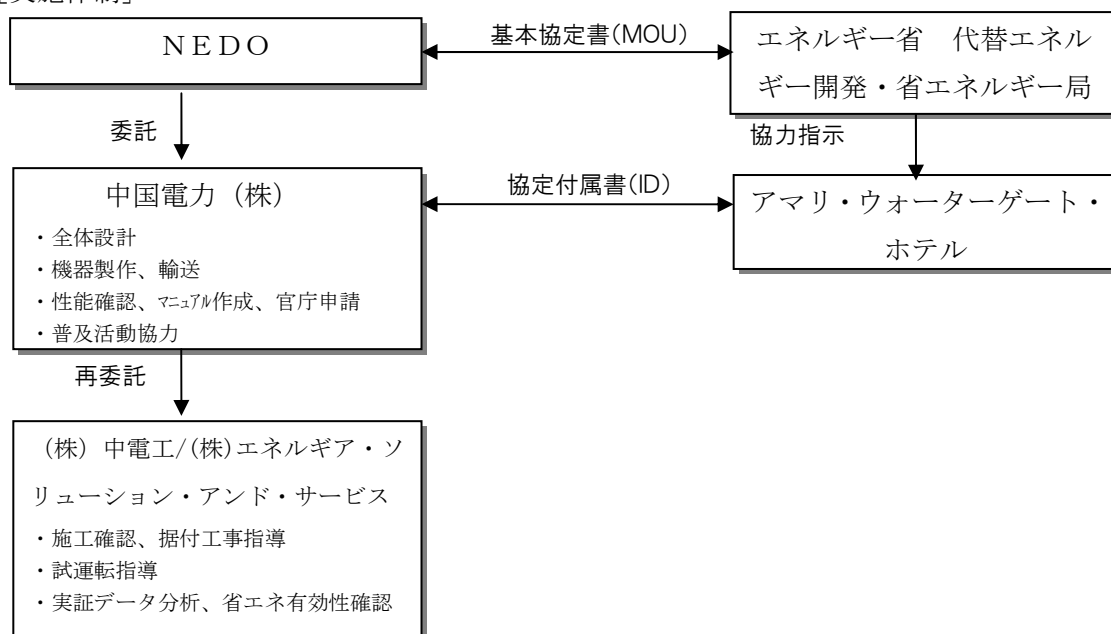 [実施体制]
NEDO
基本協定書(MOU)
エネルギー省　代替エネル
ギー開発・省エネルギー局
委託
協力指示
中国電力（株）
・全体設計
・機器製作、輸送
・性能確認、ﾏﾆｭｱﾙ作成、官庁申請
・普及活動協力
協定付属書(ID)
アマリ・ウォーターゲート・
ホテル
再委託
（株）中電工/(株)エネルギア・ソ
リューション・アンド・サービス
・施工確認、据付工事指導
・試運転指導
・実証データ分析、省エネ有効性確認